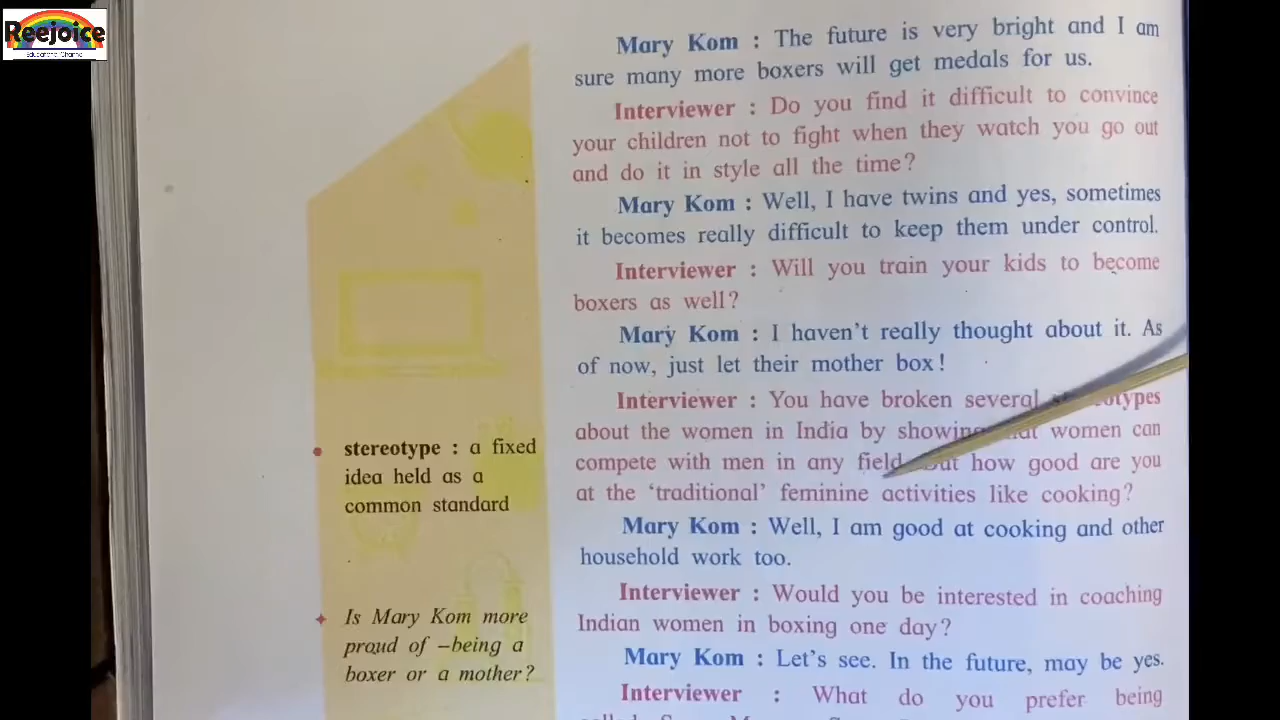 Reejoice
Educational Channel
Mary Kom : The future is very bright and I am
sure many more boxers will get medals for us.
Interviewer : Do you find it difficult to convince
your children not to fight when they watch you go out
and do it in style all the time?
Mary Kom : Well, I have twins and yes, sometimes
it becomes really difficult to keep them under control.
Interviewer : Will you train your kids to become
boxers as well?
Mary Kom : I haven't really thought about it. As
of now, just let their mother box!
Interviewer : You have broken several
about the women in India by showing women can
compete with men in any field how good are you
at the 'traditional' feminine activities like cooking?
Mary Kom : Well, I am good at cooking and other
household work too.
Interviewer : Would you be interested in coaching
Indian women in boxing one day?
Mary Kom : Let's see. In the future, may be yes.
Interviewer : What do you prefer being
stereotype : a fixed
idea held as a
common standard
Is Mary Kom more
proud of –being a
boxer or a mother?